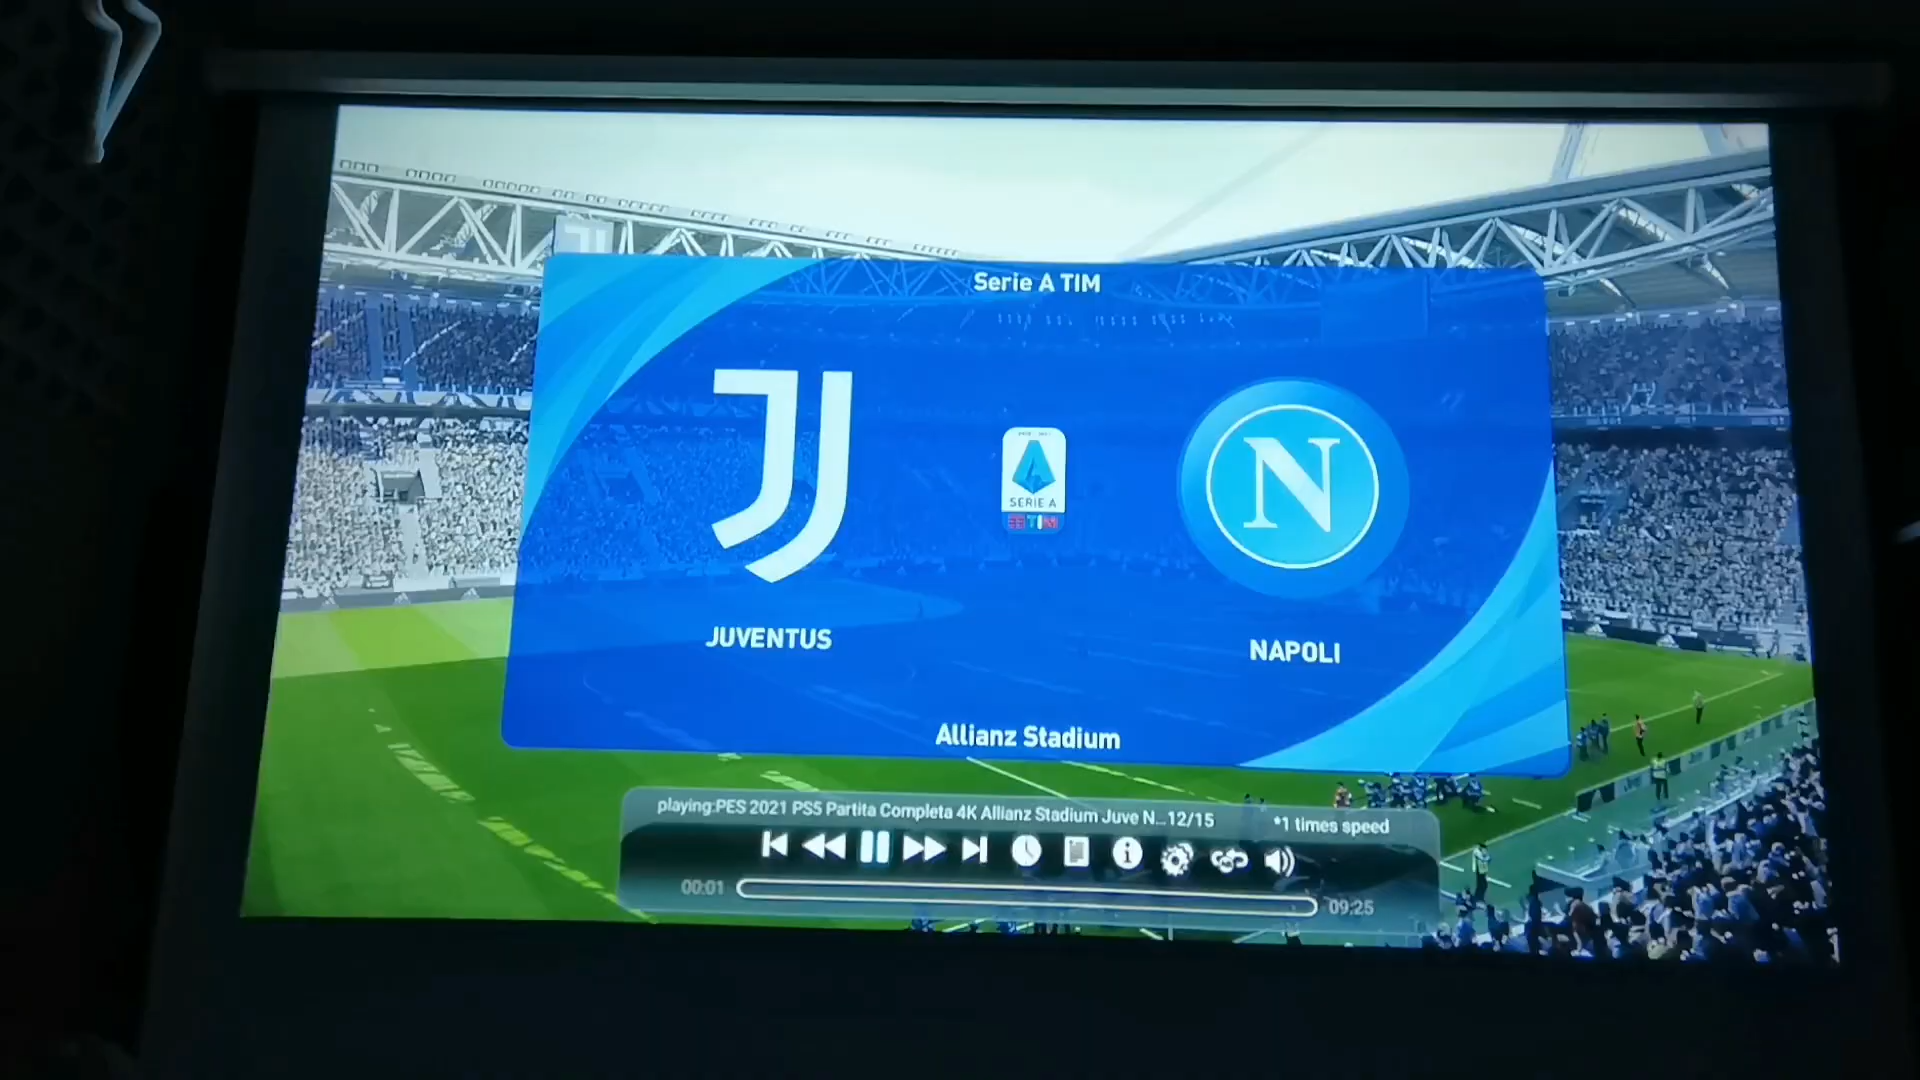 Serie A TIM
J
N
SERIE A
TIM
JUVENTUS
NAPOLI
Allianz Stadium
playing:PES 2021 PS5 Partita Completa 4K Allianz Stadium Juve N...12/15
*1 times speed
00:01
09:25